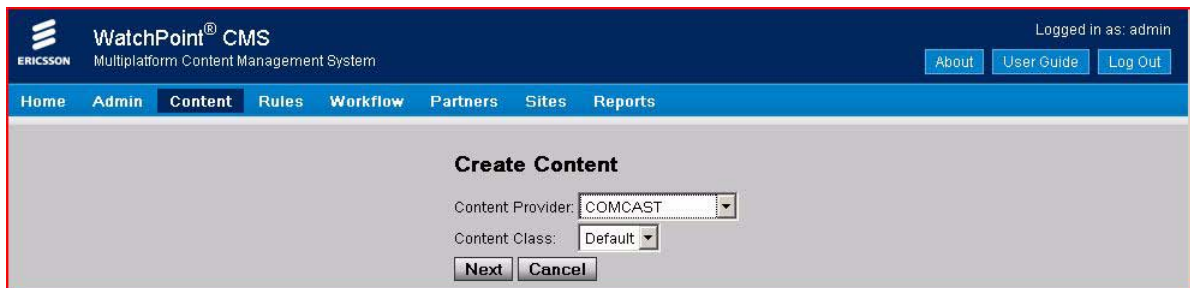 WatchPoint® CMS
Logged in as: admin
ERICSSON
Multiplatform Content Management System
About User Guide Log Out
Home Admin Content Rules Workflow Partners Sites Reports
Create Content
Content Provider: COMCAST
Content Class: Default
Next Cancel